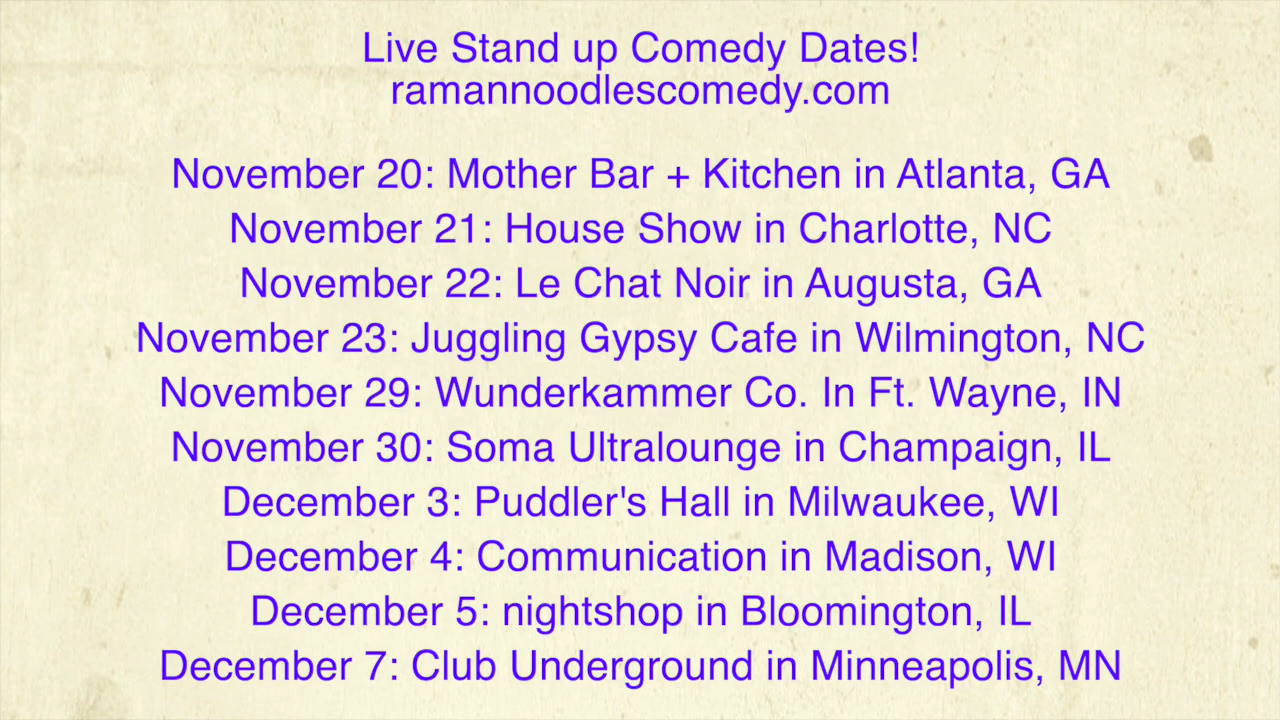 Live Stand up Comedy Dates!
ramannoodlescomedy.com
November 20: Mother Bar + Kitchen in Atlanta, GA
November 21: House Show in Charlotte, NC
November 22: Le Chat Noir in Augusta, GA
November 23: Juggling Gypsy Cafe in Wilmington, NC
November 29: Wunderkammer Co. In Ft. Wayne, IN
November 30: Soma Ultralounge in Champaign, IL
December 3: Puddler's Hall in Milwaukee, WI
December 4: Communication in Madison, WI
December 5: nightshop in Bloomington, IL
December 7: Club Underground in Minneapolis, MN